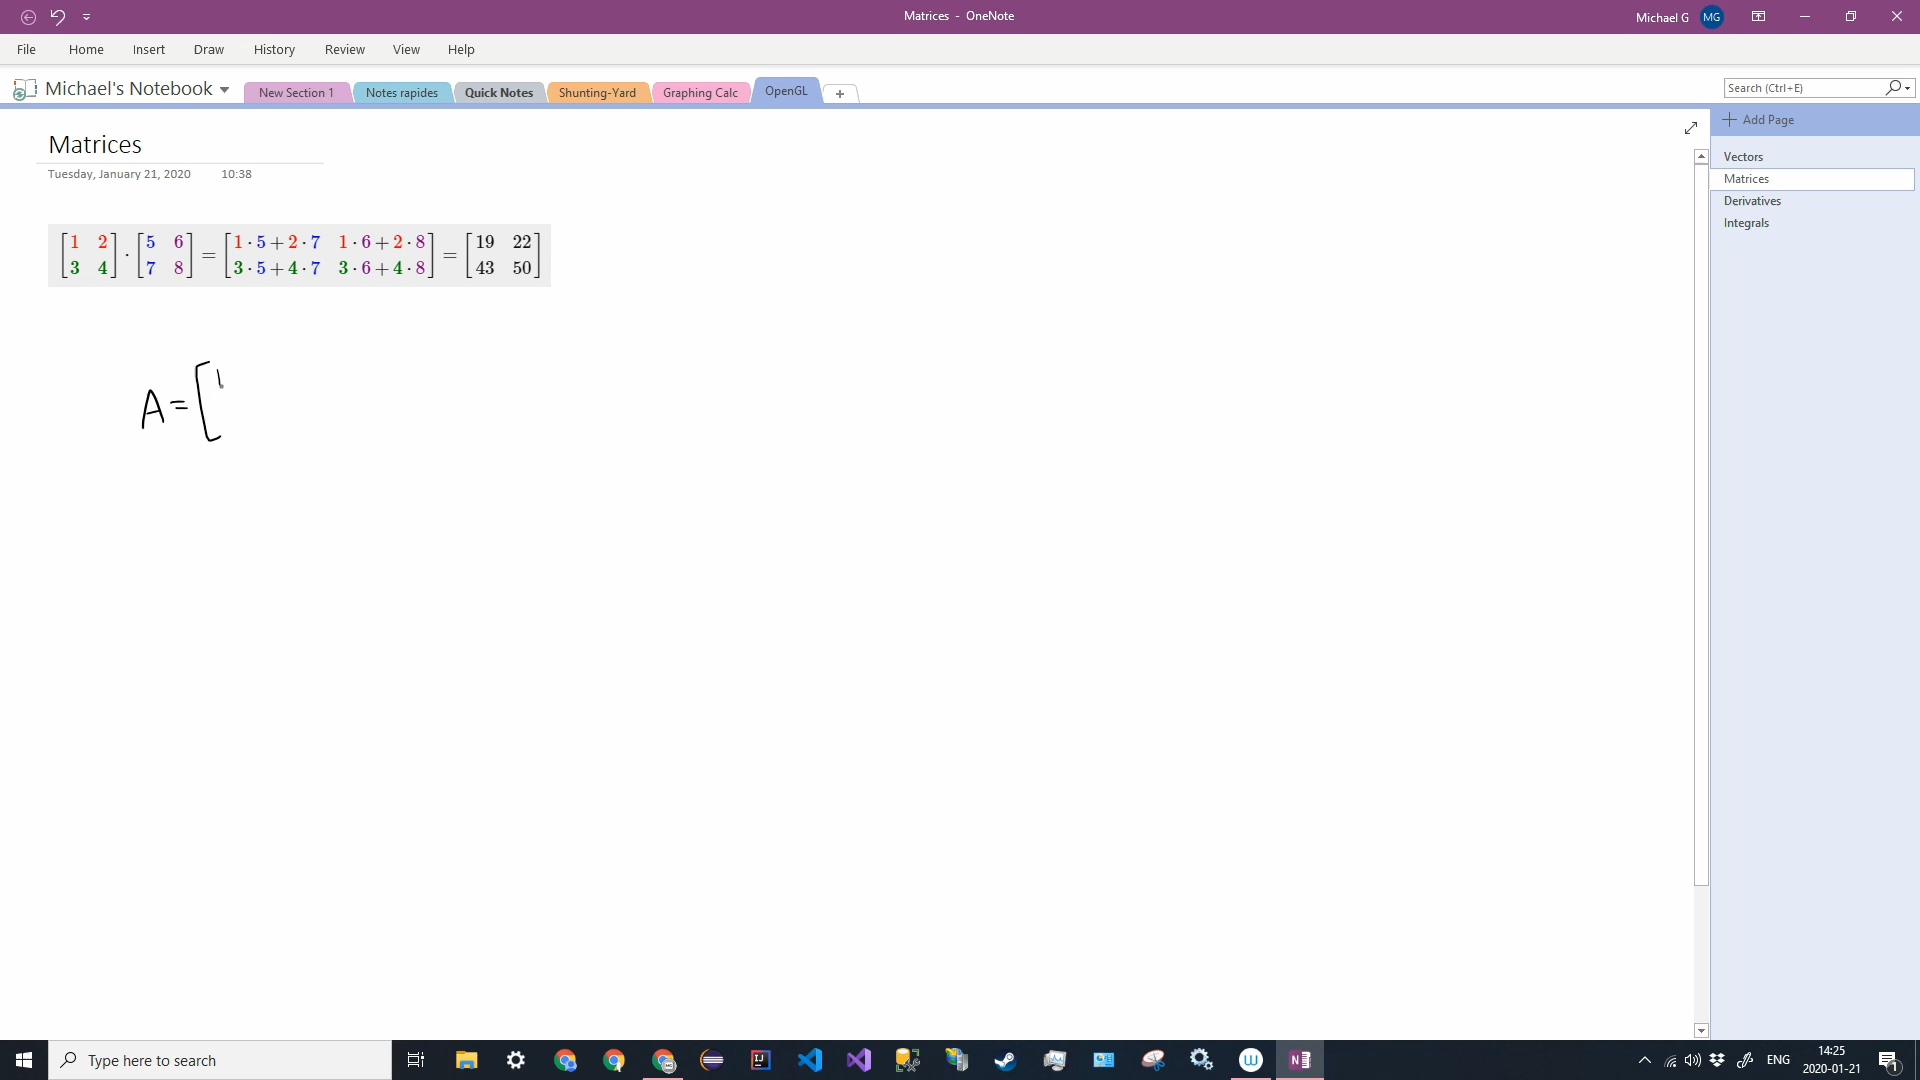 Matrices - OneNote
Michael G MG
File Home Insert Draw History Review View Help
Michael's Notebook New Section 1 Notes rapides Quick Notes Shunting-Yard Graphing Calc OpenGL + Search (Ctrl+E)
Add Page
Matrices
Tuesday, January 21, 2020 10:38
Vectors
Matrices
Derivatives
Integrals
[1 2] · [5 6] = [1 · 5 + 2 · 7 1 · 6 + 2 · 8] = [19 22]
[3 4] [7 8] [3 · 5 + 4 · 7 3 · 6 + 4 · 8] [43 50]
A = [ 1
Type here to search
ENG 14:25
2020-01-21